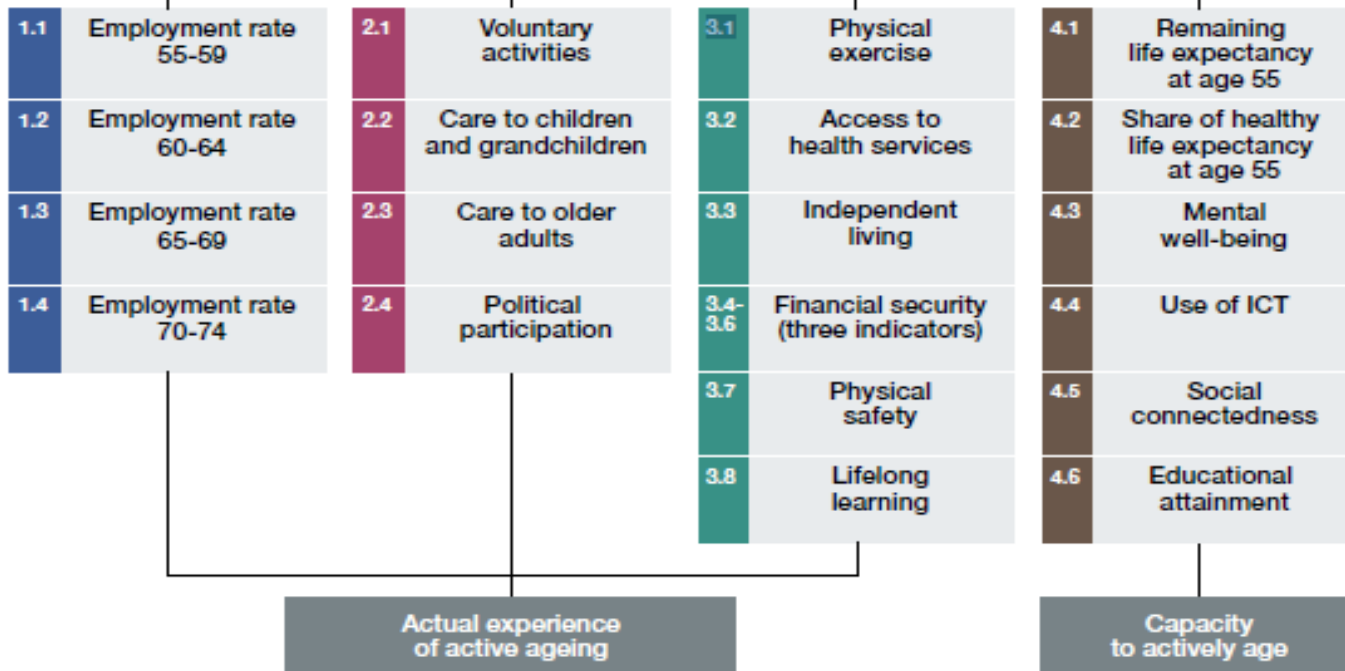 1.1
Employment rate
55-59
1.2
Employment rate
60-64
1.3
Employment rate
65-69
1.4
Employment rate
70-74
2.1
Voluntary
activities
2.2
Care to children
and grandchildren
2.3
Care to older
adults
2.4
Political
participation
3.1
Physical
exercise
3.2
Access to
health services
3.3
Independent
living
3.4-
3.6
Financial security
(three indicators)
3.7
Physical
safety
3.8
Lifelong
learning
4.1
Remaining
life expectancy
at age 55
4.2
Share of healthy
life expectancy
at age 55
4.3
Mental
well-being
4.4
Use of ICT
4.5
Social
connectedness
4.6
Educational
attainment
Actual experience
of active ageing
Capacity
to actively age